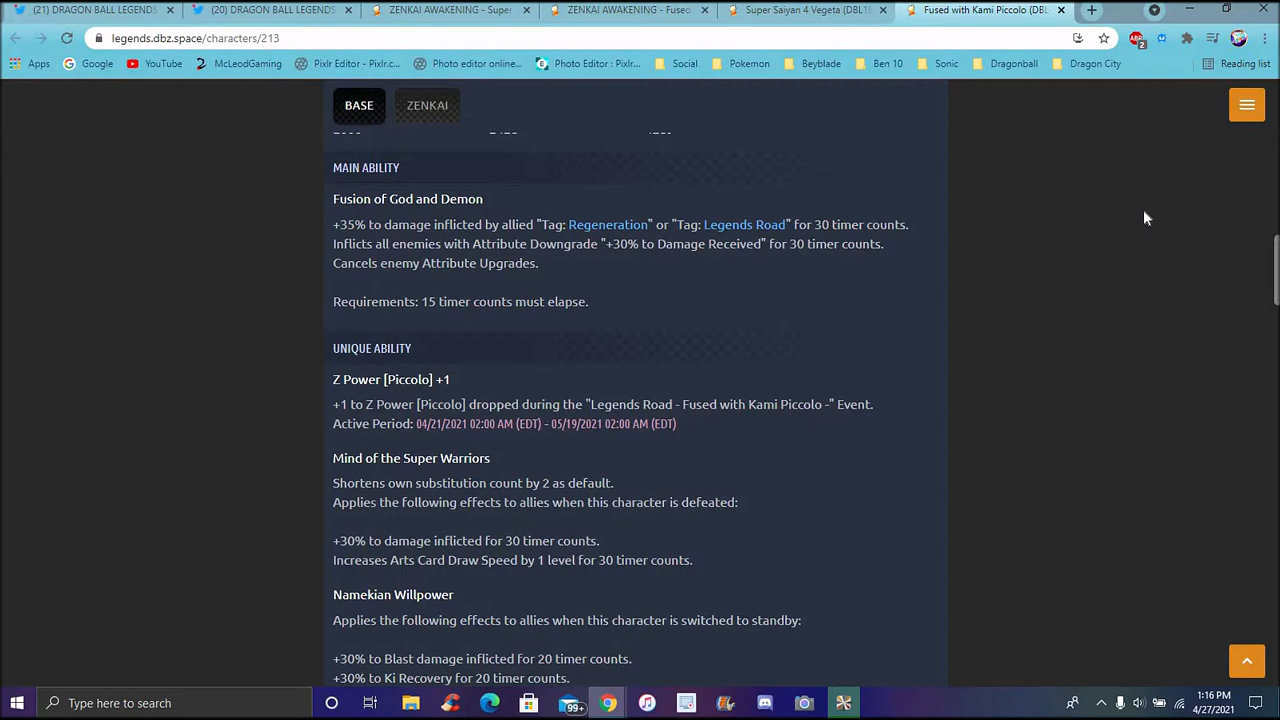 (21) DRAGON BALL LEGENDS
(20) DRAGON BALL LEGENDS
ZENKAI AWAKENING - Super
ZENKAI AWAKENING - Fused
Super Saiyan 4 Vegeta (DBL1
Fused with Kami Piccolo (DBL
legends.dbz.space/characters/213
ABP
2
Apps
Google
YouTube
McLeodGaming
Pixlr Editor - Pixlr.c...
Photo editor online...
Photo Editor : Pixlr...
Social
Pokemon
Beyblade
Ben 10
Sonic
Dragonball
Dragon City
Reading list
BASE
ZENKAI
MAIN ABILITY
Fusion of God and Demon
+35% to damage inflicted by allied "Tag: Regeneration" or "Tag: Legends Road" for 30 timer counts.
Inflicts all enemies with Attribute Downgrade "+30% to Damage Received" for 30 timer counts.
Cancels enemy Attribute Upgrades.
Requirements: 15 timer counts must elapse.
UNIQUE ABILITY
Z Power [Piccolo] +1
+1 to Z Power [Piccolo] dropped during the "Legends Road - Fused with Kami Piccolo -" Event.
Active Period: 04/21/2021 02:00 AM (EDT) - 05/19/2021 02:00 AM (EDT)
Mind of the Super Warriors
Shortens own substitution count by 2 as default.
Applies the following effects to allies when this character is defeated:
+30% to damage inflicted for 30 timer counts.
Increases Arts Card Draw Speed by 1 level for 30 timer counts.
Namekian Willpower
Applies the following effects to allies when this character is switched to standby:
+30% to Blast damage inflicted for 20 timer counts.
+30% to Ki Recovery for 20 timer counts.
Type here to search
99+
1:16 PM
4/27/2021